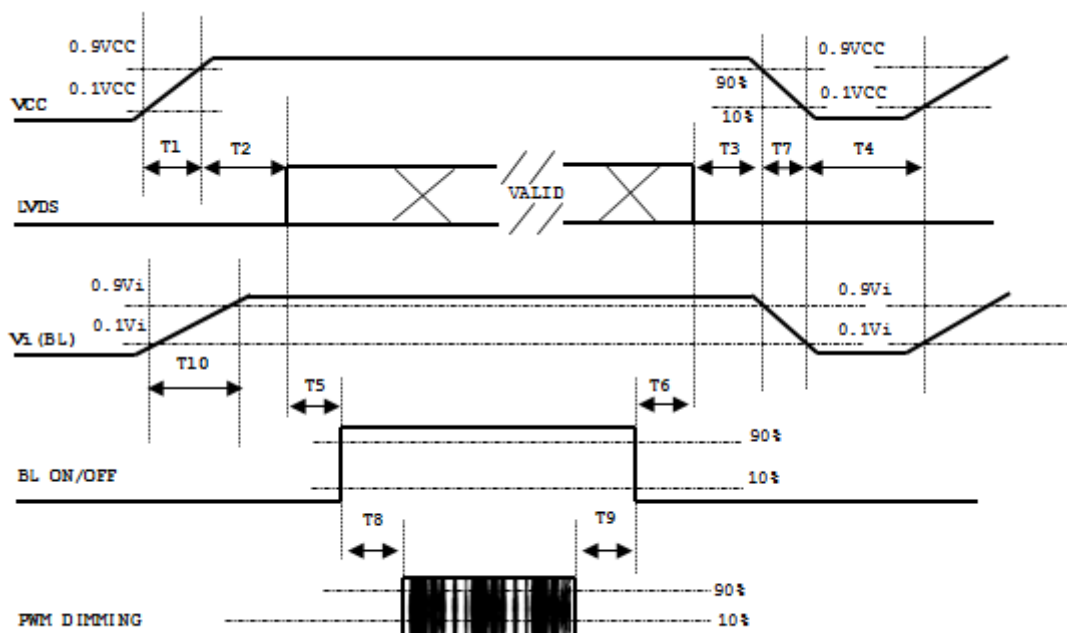 0.9VCC 0.9VCC
90%
0.1VCC 0.1VCC
VCC 10%
T1 T2 T3 T7 T4
VALID
LVDS
0.9Vi 0.9Vi
0.1Vi 0.1Vi
Vi(BL)
T10
T5 T6
90%
BL ON/OFF 10%
T8 T9
90%
PWM DIMMING 10%